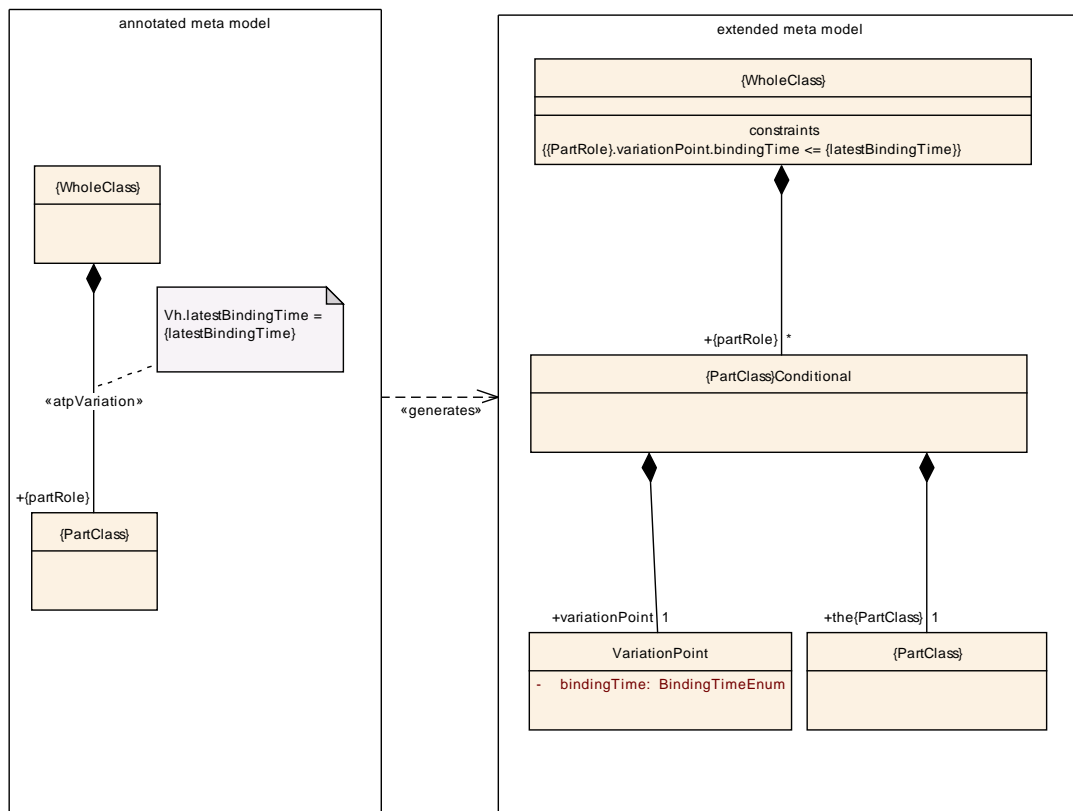 annotated meta model
{WholeClass}
Vh.latestBindingTime =
{latestBindingTime}
«atpVariation»
+{partRole}
{PartClass}
«generates»
extended meta model
{WholeClass}
constraints
{{PartRole}.variationPoint.bindingTime <= {latestBindingTime}}
+{partRole} *
{PartClass}Conditional
+variationPoint 1
+the{PartClass} 1
VariationPoint
- bindingTime: BindingTimeEnum
{PartClass}